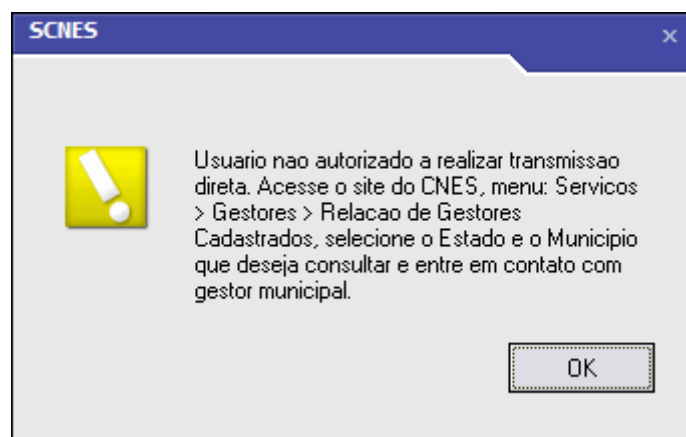 SCNES
Usuario nao autorizado a realizar transmissao
direta. Acesse o site do CNES, menu: Servicos
> Gestores > Relacao de Gestores
Cadastrados, selecione o Estado e o Municipio
que deseja consultar e entre em contato com
gestor municipal.
OK